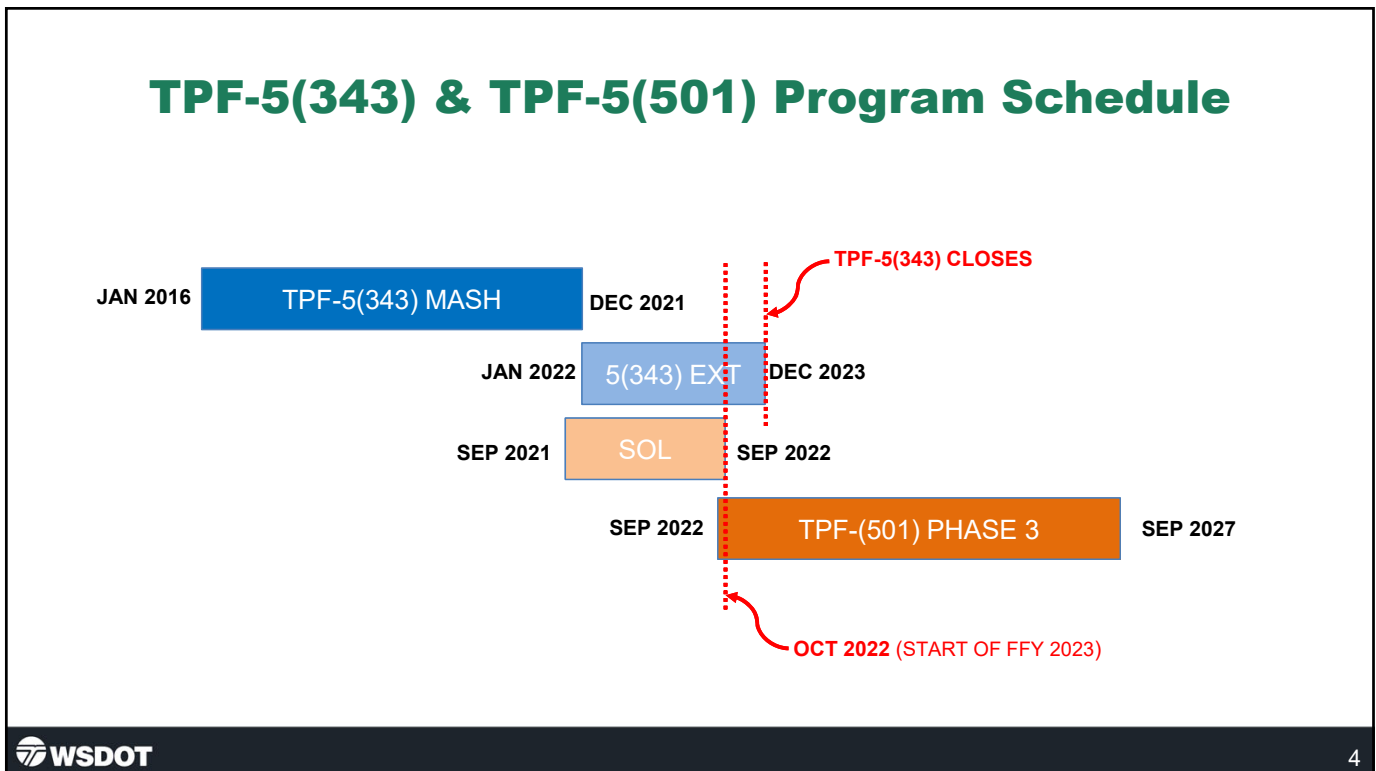 TPF-5(343) & TPF-5(501) Program Schedule
TPF-5(343) CLOSES
JAN 2016
TPF-5(343) MASH
DEC 2021
JAN 2022
5(343) EXT
DEC 2023
SEP 2021
SOL
SEP 2022
SEP 2022
TPF-(501) PHASE 3
SEP 2027
OCT 2022 (START OF FFY 2023)
WSDOT
4